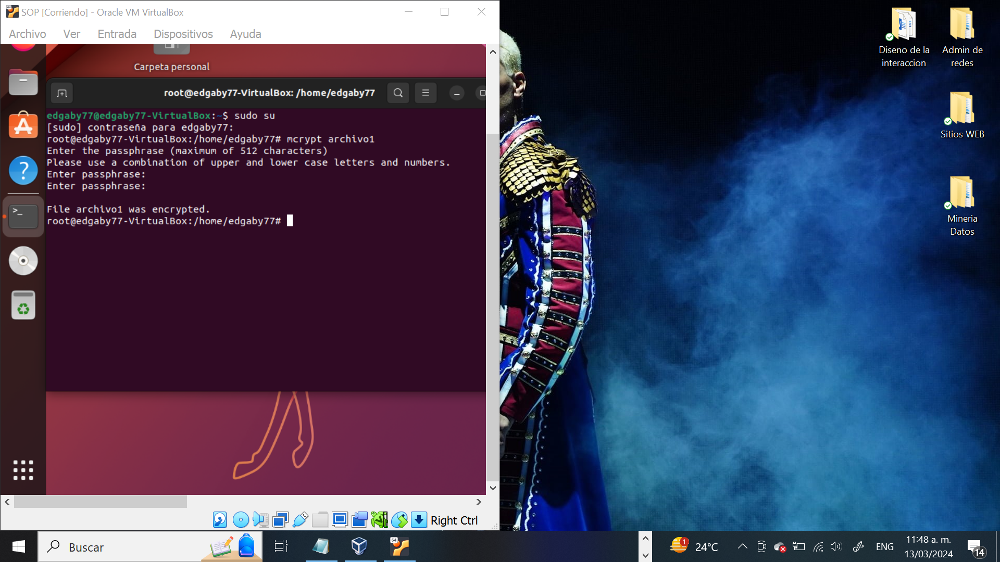 SOP [Corriendo] - Oracle VM VirtualBox
Archivo Ver Entrada Dispositivos Ayuda
Carpeta personal
root@edgaby77-VirtualBox: /home/edgaby77
edgaby77@edgaby77-VirtualBox:~$ sudo su
[sudo] contraseña para edgaby77:
root@edgaby77-VirtualBox:/home/edgaby77# mcrypt archivo1
Enter the passphrase (maximum of 512 characters)
Please use a combination of upper and lower case letters and numbers.
Enter passphrase:
Enter passphrase:
File archivo1 was encrypted.
root@edgaby77-VirtualBox:/home/edgaby77#
Right Ctrl
Diseno de la
interaccion
Admin de
redes
Sitios WEB
Mineria
Datos
Buscar
64
1
24°C
ENG
11:48 a. m.
13/03/2024
14